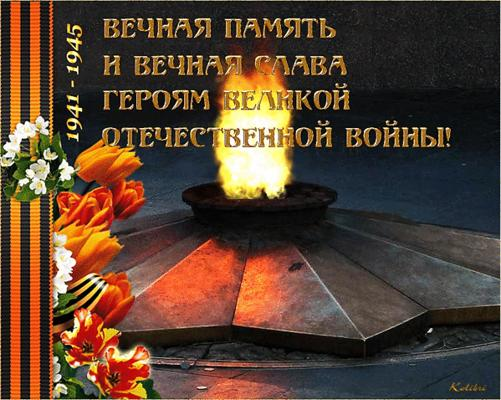 1941 - 1945
ВЕЧНАЯ ПАМЯТЬ
И ВЕЧНАЯ СЛАВА
ГЕРОЯМ ВЕЛИКОЙ
ОТЕЧЕСТВЕННОЙ ВОЙНЫ!
Kolibri